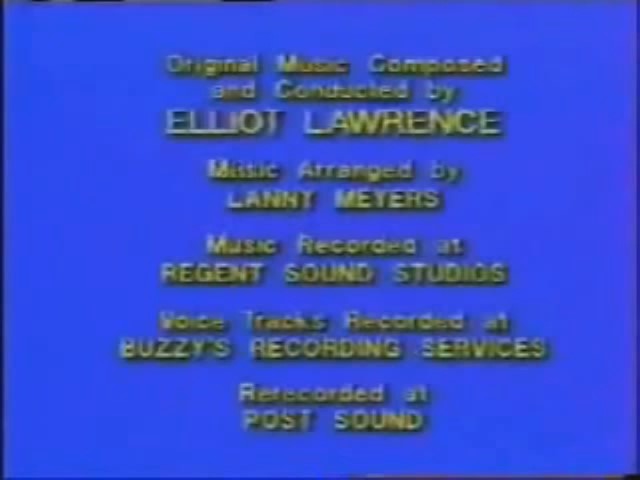 Original Music Composed
and Conducted by
ELLIOT LAWRENCE
Music Arranged by
LANNY MEYERS
Music Recorded at
REGENT SOUND STUDIOS
Voice Tracks Recorded at
BUZZY'S RECORDING SERVICES
Rerecorded at
POST SOUND